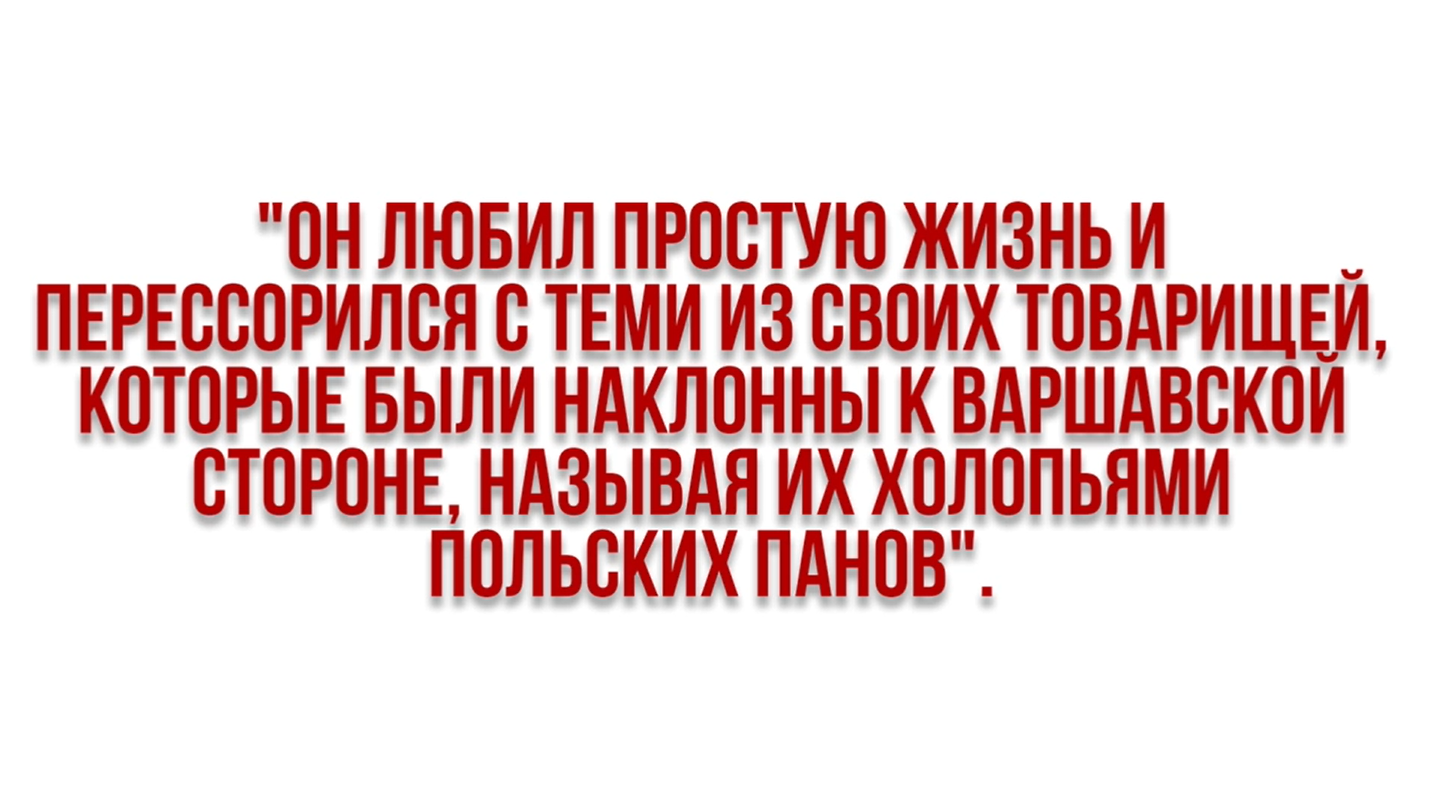 "ОН ЛЮБИЛ ПРОСТУЮ ЖИЗНЬ И
ПЕРЕССОРИЛСЯ С ТЕМИ ИЗ СВОИХ ТОВАРИЩЕЙ,
КОТОРЫЕ БЫЛИ НАКЛОННЫ К ВАРШАВСКОЙ
СТОРОНЕ, НАЗЫВАЯ ИХ ХОЛОПЬЯМИ
ПОЛЬСКИХ ПАНОВ".